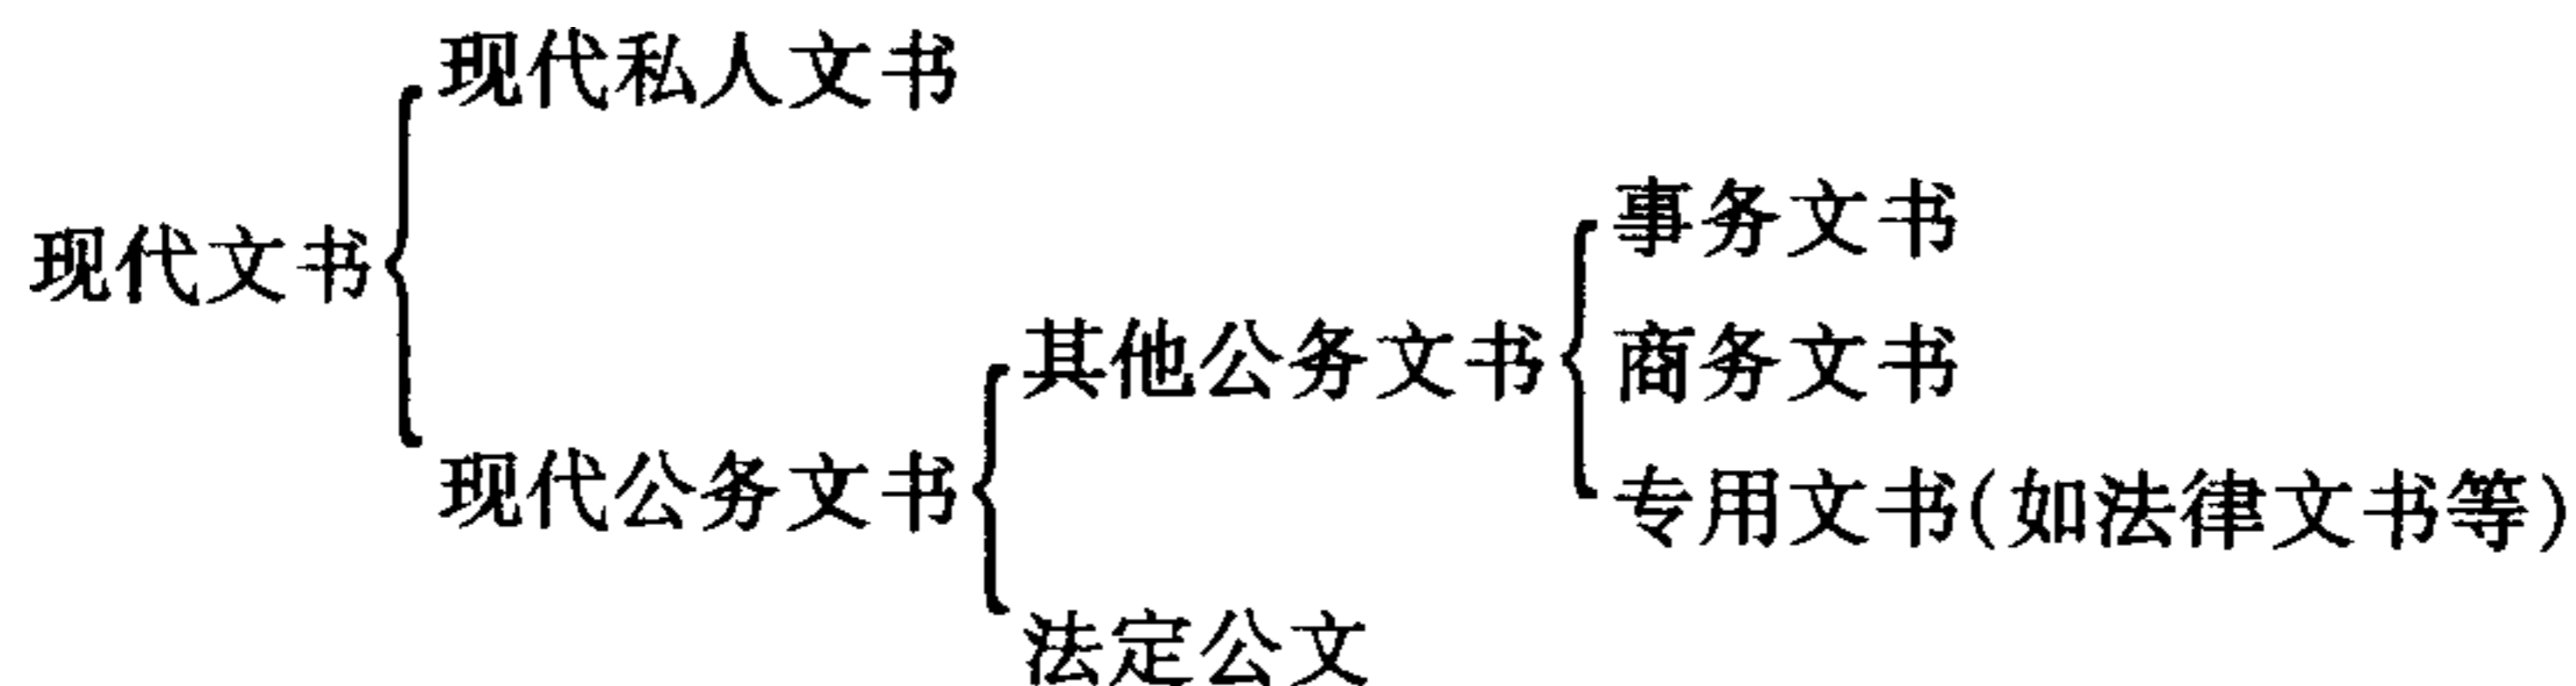 现代私人文书
事务文书
现代文书
商务文书
其他公务文书
现代公务文书
专用文书(如法律文书等)
法定公文